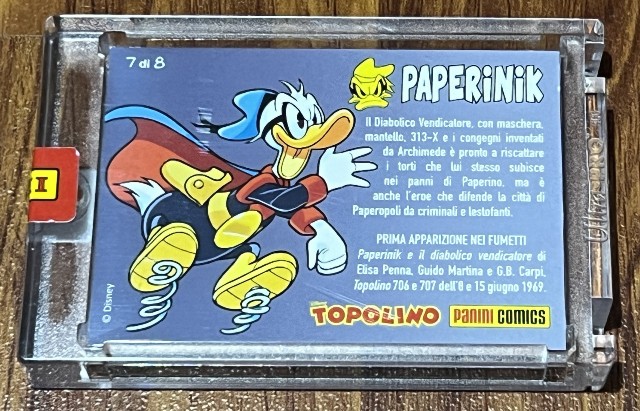 7 di 8
PAPERiNiK
Il Diabolico Vendicatore, con maschera,
mantello, 313-X e i congegni inventati
da Archimede è pronto a riscattare
i torti che lui stesso subisce
nei panni di Paperino, ma è
anche l'eroe che difende la città di
Paperopoli da criminali e lestofanti.
PRIMA APPARIZIONE NEI FUMETTI
Paperinik e il diabolico vendicatore di
Elisa Penna, Guido Martina e G.B. Carpi,
Topolino 706 e 707 dell'8 e 15 giugno 1969.
© Disney
Disney
TOPOLINO
PANINI COMICS
I
Ultra PRO